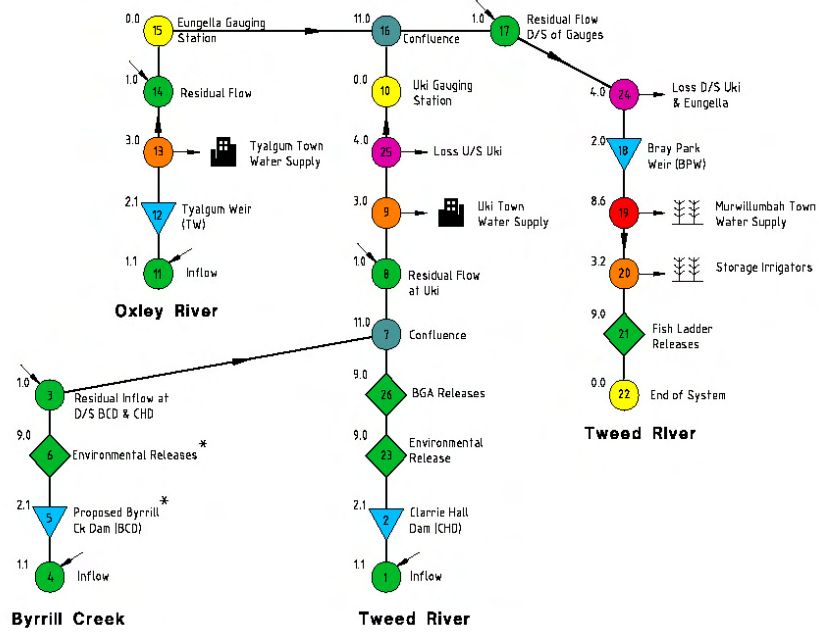 0.0
15
Eungella Gauging
Station
1.0
14
Residual Flow
3.0
13
Tyalgum Town
Water Supply
2.1
12
Tyalgum Weir
(TW)
1.1
11
Inflow
Oxley River
1.0
3
Residual Inflow at
D/S BCD & CHD
9.0
6
Environmental Releases*
2.1
5
Proposed Byrrill*
Ck Dam (BCD)
1.1
4
Inflow
Byrrill Creek
11.0
16
Confluence
0.0
10
Uki Gauging
Station
4.0
25
Loss U/S Uki
3.0
9
Uki Town
Water Supply
1.0
8
Residual Flow
at Uki
11.0
7
Confluence
9.0
26
BGA Releases
9.0
23
Environmental
Release
2.1
2
Clarrie Hall
Dam (CHD)
1.1
1
Inflow
Tweed River
1.0
17
Residual Flow
D/S of Gauges
4.0
24
Loss D/S Uki
& Eungella
2.0
18
Bray Park
Weir (BPW)
8.6
19
Murwillumbah Town
Water Supply
3.2
20
Storage Irrigators
9.0
21
Fish Ladder
Releases
0.0
22
End of System
Tweed River